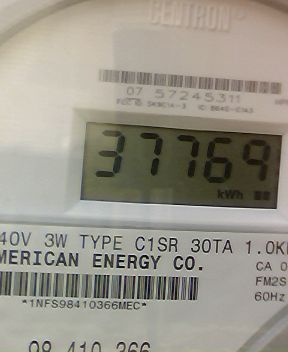 CENTRON
07 57245311
37769
kWh
40V 3W TYPE C1SR 30TA 1.0K
MERICAN ENERGY CO.
CA 0
FM2S
60Hz
*1NFS98410366MEC*
98 410 366